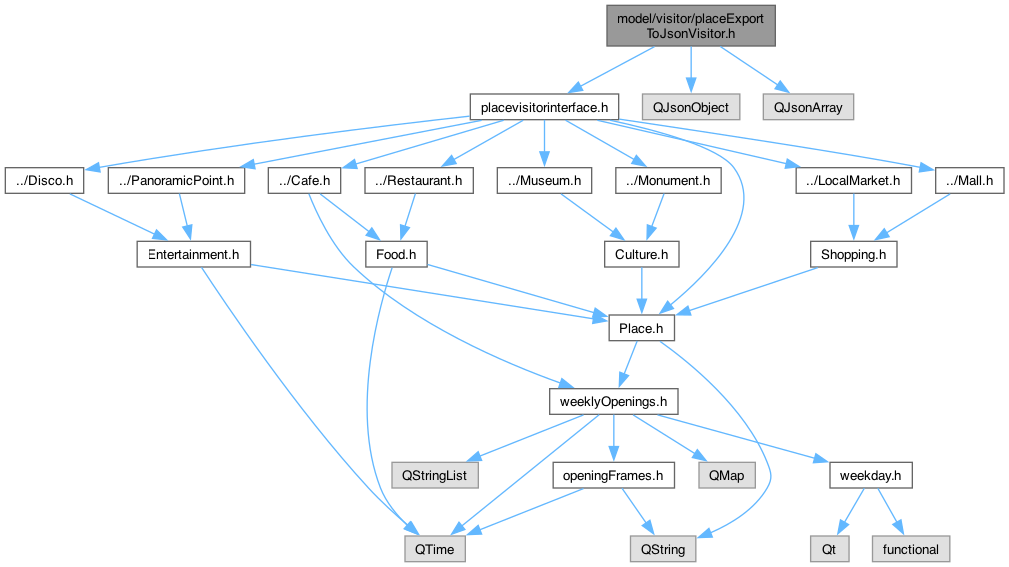 model/visitor/placeExport
ToJsonVisitor.h
placevisitorinterface.h
QJsonObject
QJsonArray
../Disco.h
../PanoramicPoint.h
../Cafe.h
../Restaurant.h
../Museum.h
../Monument.h
../LocalMarket.h
../Mall.h
Entertainment.h
Food.h
Culture.h
Shopping.h
Place.h
weeklyOpenings.h
QStringList
openingFrames.h
QMap
weekday.h
QTime
QString
Qt
functional